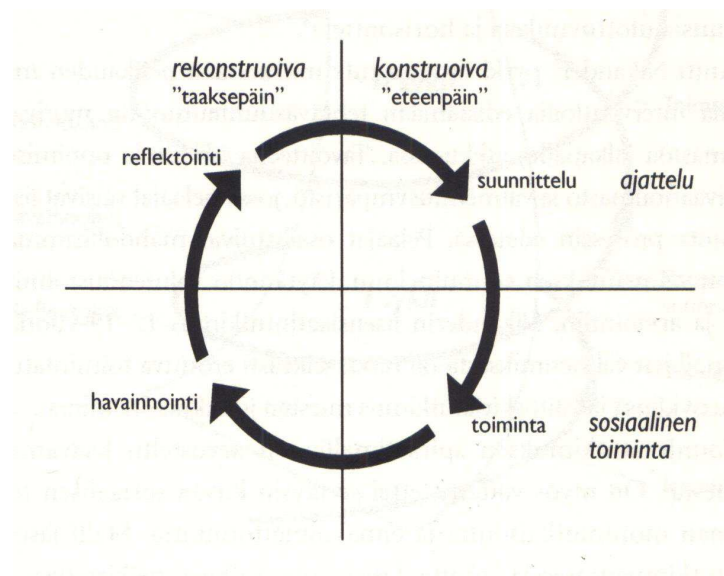 rekonstruoiva
"taaksepäin"
konstruoiva
"eteenpäin"
reflektointi
suunnittelu
ajattelu
havainnointi
toiminta
sosiaalinen
toiminta